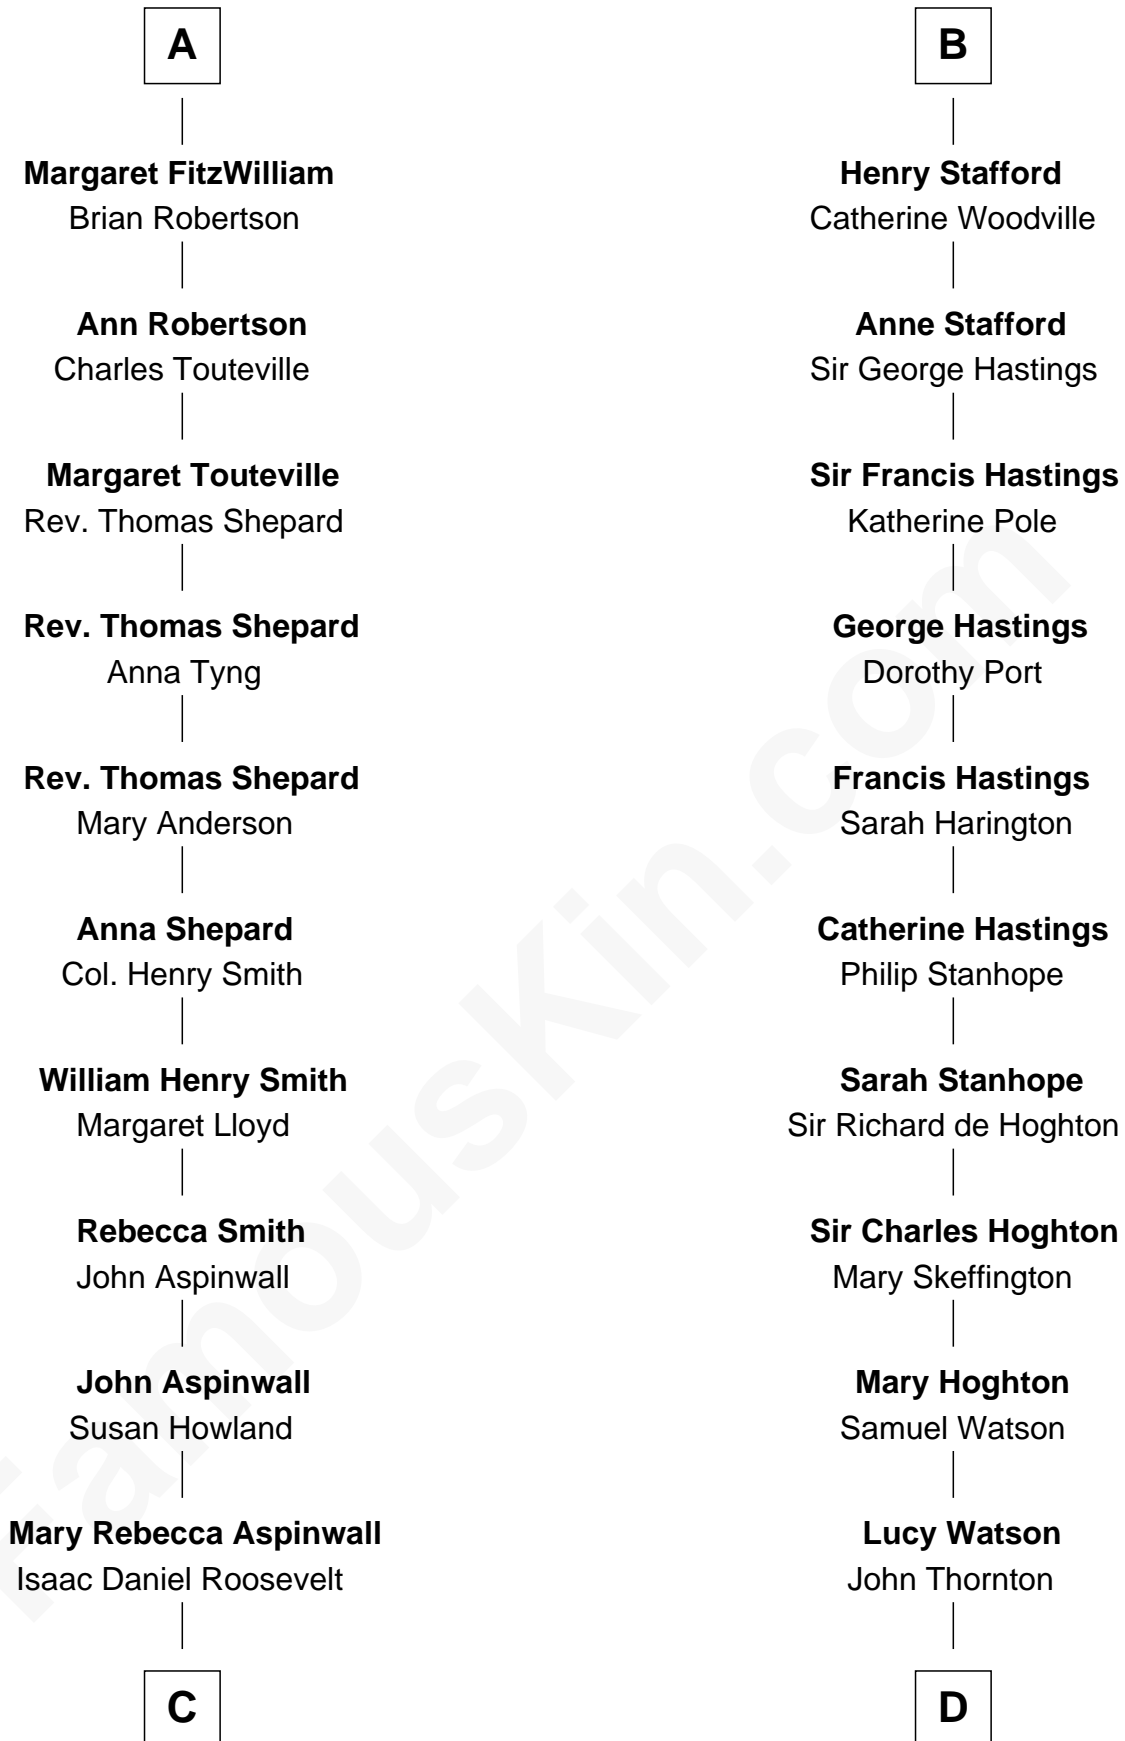 A
Margaret FitzWilliam
Brian Robertson
Ann Robertson
Charles Touteville
Margaret Touteville
Rev. Thomas Shepard
Rev. Thomas Shepard
Anna Tyng
Rev. Thomas Shepard
Mary Anderson
Anna Shepard
Col. Henry Smith
William Henry Smith
Margaret Lloyd
Rebecca Smith
John Aspinwall
John Aspinwall
Susan Howland
Mary Rebecca Aspinwall
Isaac Daniel Roosevelt
C
B
Henry Stafford
Catherine Woodville
Anne Stafford
Sir George Hastings
Sir Francis Hastings
Katherine Pole
George Hastings
Dorothy Port
Francis Hastings
Sarah Harington
Catherine Hastings
Philip Stanhope
Sarah Stanhope
Sir Richard de Hoghton
Sir Charles Hoghton
Mary Skeffington
Mary Hoghton
Samuel Watson
Lucy Watson
John Thornton
D
FamousKin.com